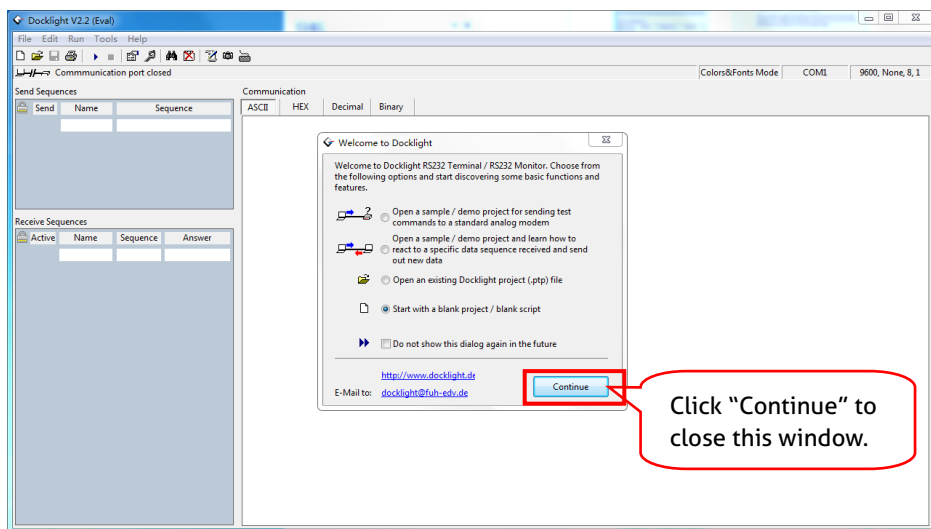 Docklight V2.2 (Eval)
File Edit Run Tools Help
Commmunication port closed
Colors&Fonts Mode COM1 9600, None, 8, 1
Send Sequences
Send Name Sequence
Receive Sequences
Active Name Sequence Answer
Communication
ASCII HEX Decimal Binary
Welcome to Docklight
Welcome to Docklight RS232 Terminal / RS232 Monitor. Choose from
the following options and start discovering some basic functions and
features.
Open a sample / demo project for sending test
commands to a standard analog modem
Open a sample / demo project and learn how to
react to a specific data sequence received and send
out new data
Open an existing Docklight project (.ptp) file
Start with a blank project / blank script
Do not show this dialog again in the future
http://www.docklight.de
E-Mail to: docklight@fuh-edv.de
Continue
Click “Continue” to
close this window.